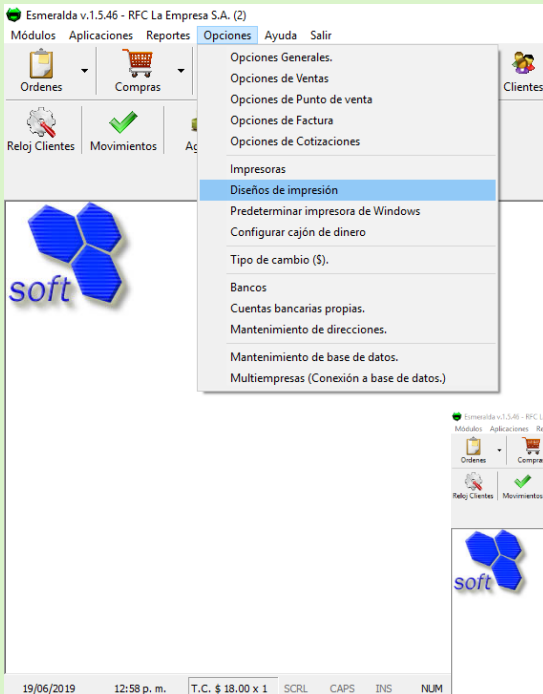 Esmeralda v.1.5.46 - RFC La Empresa S.A. (2)
Módulos Aplicaciones Reportes Opciones Ayuda Salir
Ordenes Compras Clientes
Reloj Clientes Movimientos Ag
Opciones Generales.
Opciones de Ventas
Opciones de Punto de venta
Opciones de Factura
Opciones de Cotizaciones
Impresoras
Diseños de impresión
Predeterminar impresora de Windows
Configurar cajón de dinero
Tipo de cambio ($).
Bancos
Cuentas bancarias propias.
Mantenimiento de direcciones.
Mantenimiento de base de datos.
Multiempresas (Conexión a base de datos.)
soft
Esmeralda v.1.5.46 - RFC L
Módulos Aplicaciones Re
Ordenes Compra
Reloj Clientes Movimientos
soft
19/06/2019 12:58 p. m. T.C. $ 18.00 x 1 SCRL CAPS INS NUM